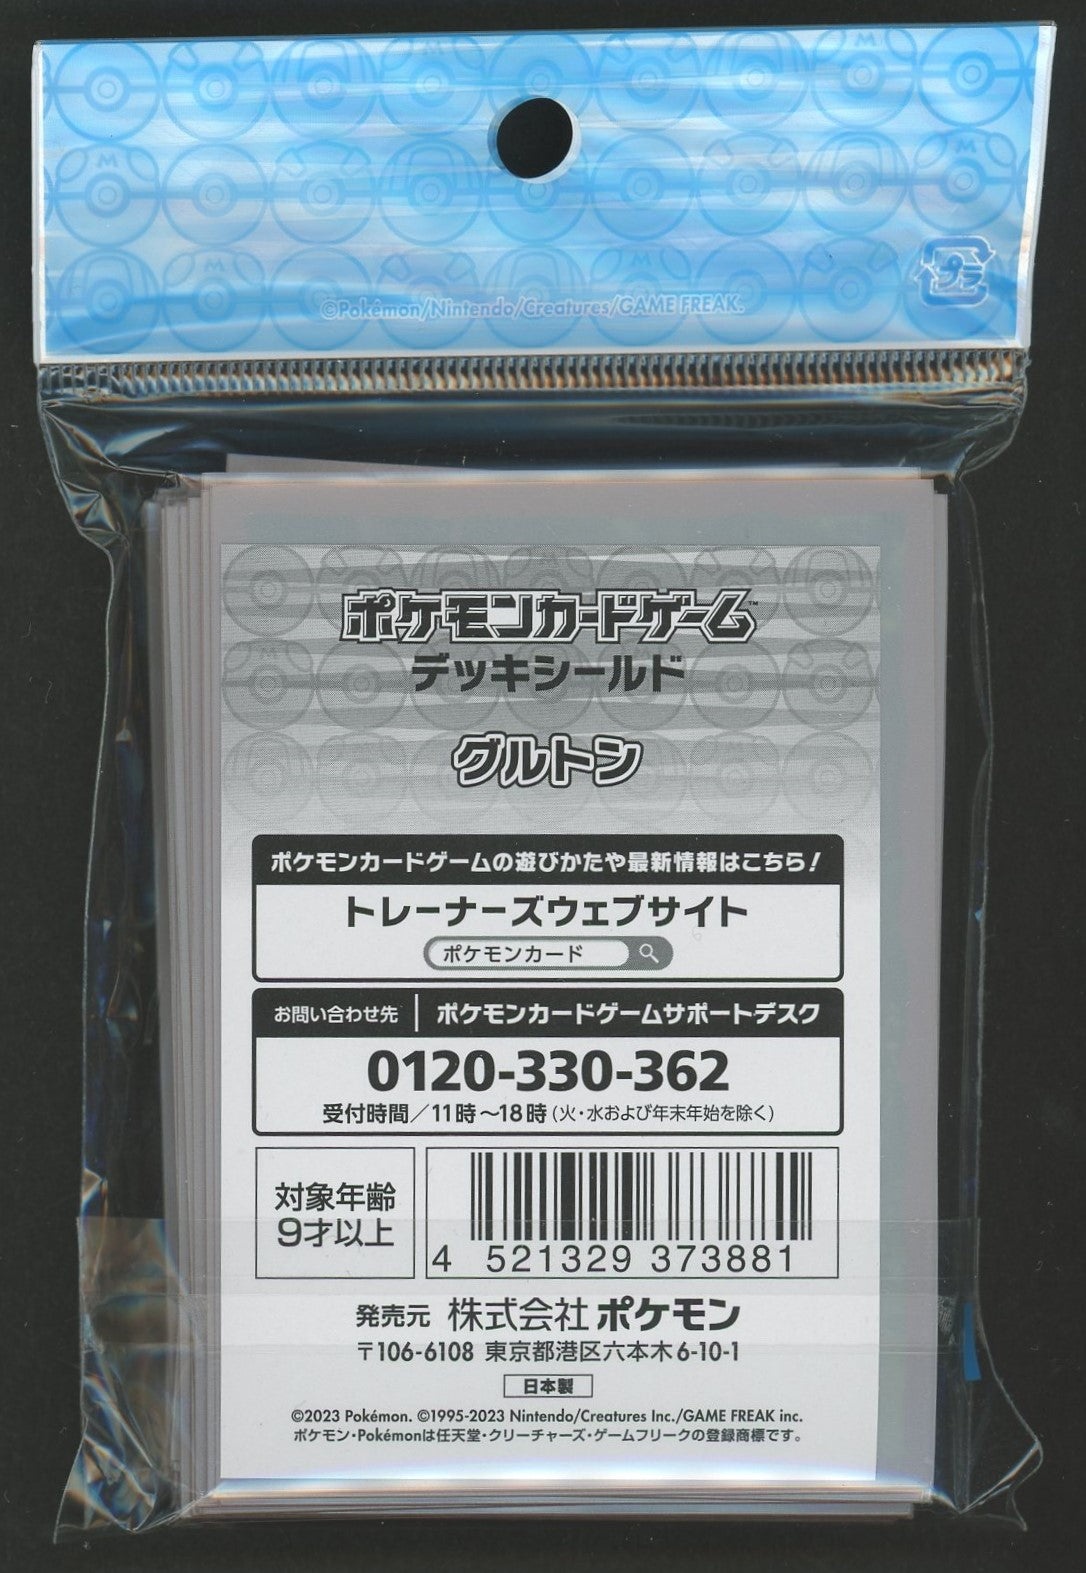 プラ
©Pokémon/Nintendo/Creatures/GAME FREAK.
ポケモンカードゲーム™
デッキシールド
グルトン
ポケモンカードゲームの遊びかたや最新情報はこちら!
トレーナーズウェブサイト
ポケモンカード
お問い合わせ先 ポケモンカードゲームサポートデスク
0120-330-362
受付時間/11時~18時(火・水および年末年始を除く)
対象年齢
9才以上
4 521329 373881
発売元 株式会社 ポケモン
〒106-6108 東京都港区六本木6-10-1
日本製
©2023 Pokémon. ©1995-2023 Nintendo/Creatures Inc./GAME FREAK inc.
ポケモン・Pokémonは任天堂・クリーチャーズ・ゲームフリークの登録商標です。